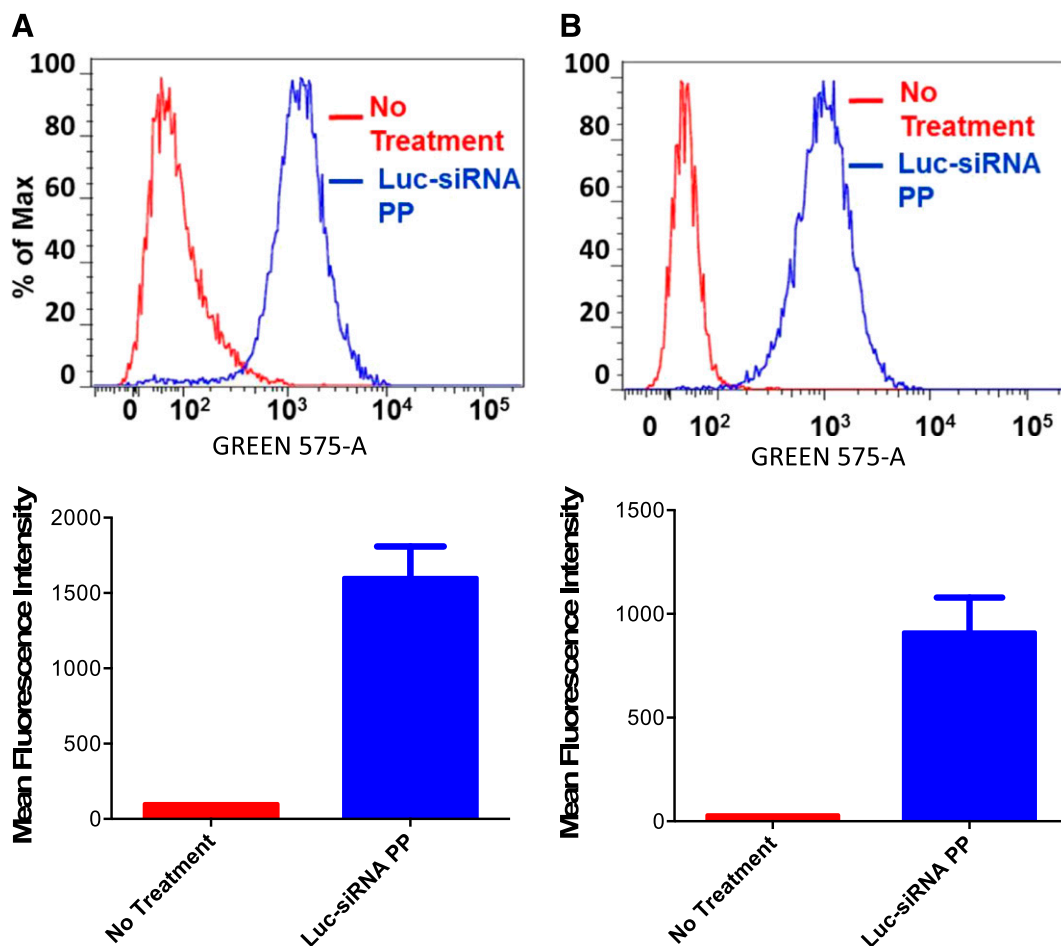 A
100
80
60
40
20
0
% of Max
No
Treatment
Luc-siRNA
PP
0 10² 10³ 10⁴ 10⁵
GREEN 575-A
B
100
80
60
40
20
0
No
Treatment
Luc-siRNA
PP
0 10² 10³ 10⁴ 10⁵
GREEN 575-A
Mean Fluorescence Intensity
2000
1500
1000
500
0
No Treatment
Luc-siRNA PP
Mean Fluorescence Intensity
1500
1000
500
0
No Treatment
Luc-siRNA PP